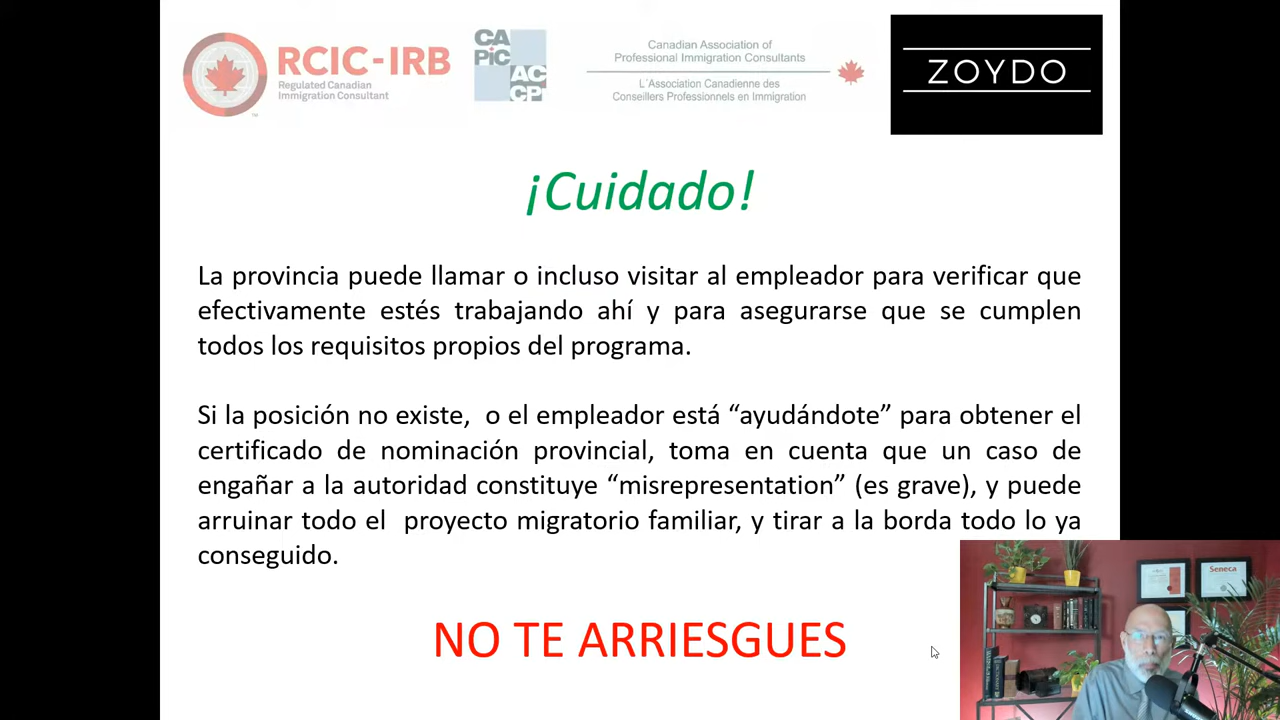 RCIC-IRB
Regulated Canadian
Immigration Consultant
CA
PiC
AC
CPI
Canadian Association of
Professional Immigration Consultants
L´Association Canadienne des
Conseillers Professionnels en Immigration
ZOYDO
¡Cuidado!
La provincia puede llamar o incluso visitar al empleador para verificar que
efectivamente estés trabajando ahí y para asegurarse que se cumplen
todos los requisitos propios del programa.
Si la posición no existe,  o el empleador está “ayudándote” para obtener el
certificado de nominación provincial, toma en cuenta que un caso de
engañar a la autoridad constituye “misrepresentation” (es grave), y puede
arruinar todo el  proyecto migratorio familiar, y tirar a la borda todo lo ya
conseguido.
NO TE ARRIESGUES
Seneca